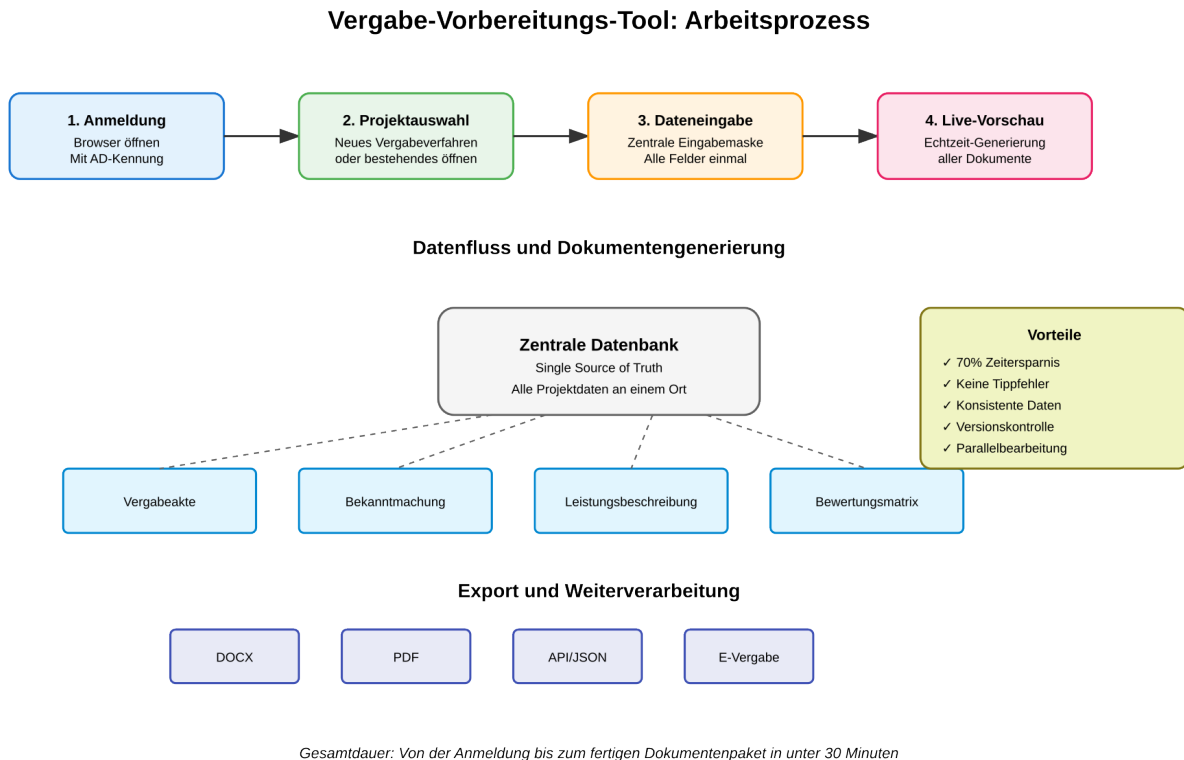 Vergabe-Vorbereitungs-Tool: Arbeitsprozess
1. Anmeldung
Browser öffnen
Mit AD-Kennung
2. Projektauswahl
Neues Vergabeverfahren
oder bestehendes öffnen
3. Dateneingabe
Zentrale Eingabemaske
Alle Felder einmal
4. Live-Vorschau
Echtzeit-Generierung
aller Dokumente
Datenfluss und Dokumentengenerierung
Zentrale Datenbank
Single Source of Truth
Alle Projektdaten an einem Ort
Vorteile
✓ 70% Zeitersparnis
✓ Keine Tippfehler
✓ Konsistente Daten
✓ Versionskontrolle
✓ Parallelbearbeitung
Vergabeakte
Bekanntmachung
Leistungsbeschreibung
Bewertungsmatrix
Export und Weiterverarbeitung
DOCX
PDF
API/JSON
E-Vergabe
Gesamtdauer: Von der Anmeldung bis zum fertigen Dokumentenpaket in unter 30 Minuten